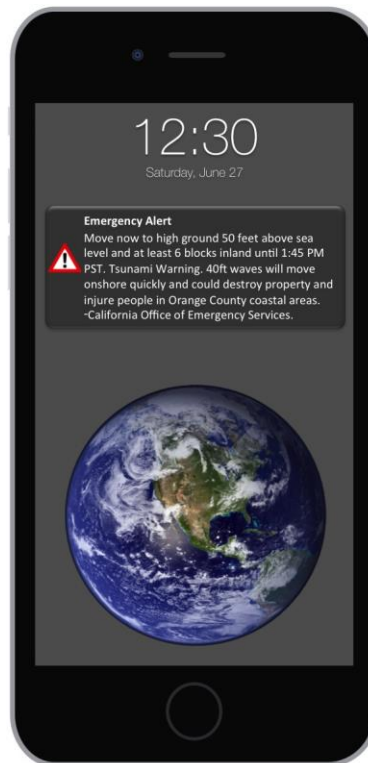 12:30
Saturday, June 27
Emergency Alert
Move now to high ground 50 feet above sea
level and at least 6 blocks inland until 1:45 PM
PST. Tsunami Warning. 40ft waves will move
onshore quickly and could destroy property and
injure people in Orange County coastal areas.
-California Office of Emergency Services.